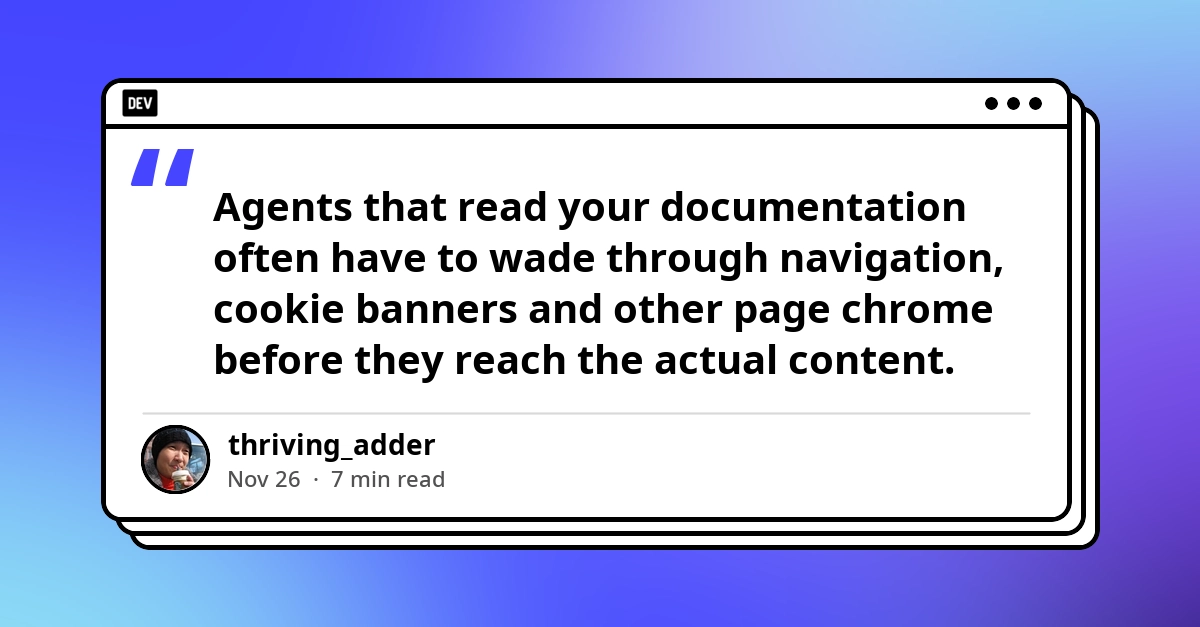 DEV
“
Agents that read your documentation
often have to wade through navigation,
cookie banners and other page chrome
before they reach the actual content.
thriving_adder
Nov 26 · 7 min read